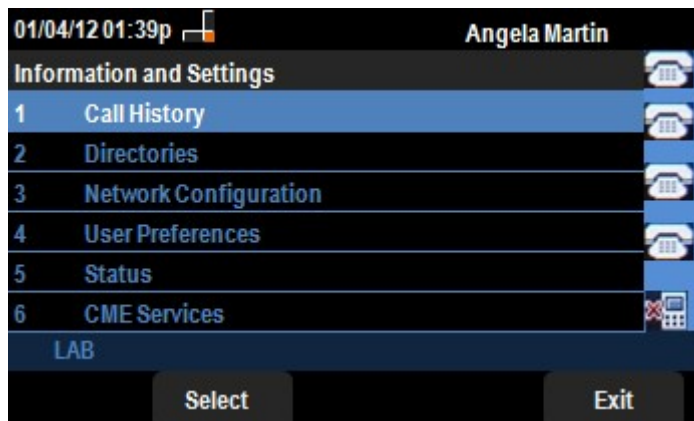 01/04/12 01:39p Angela Martin
Information and Settings
1 Call History
2 Directories
3 Network Configuration
4 User Preferences
5 Status
6 CME Services
LAB
Select Exit